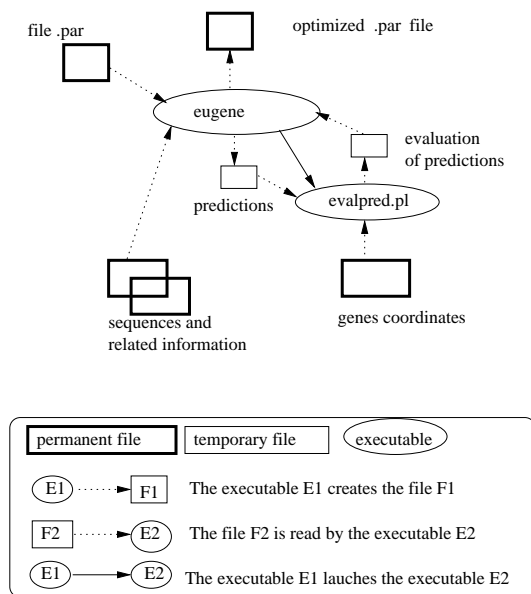 file .par
optimized .par file
eugene
evaluation
of predictions
predictions
evalpred.pl
sequences and
related information
genes coordinates
permanent file
temporary file
executable
E1
F1
The executable E1 creates the file F1
F2
E2
The file F2 is read by the executable E2
E1
E2
The executable E1 lauches the executable E2